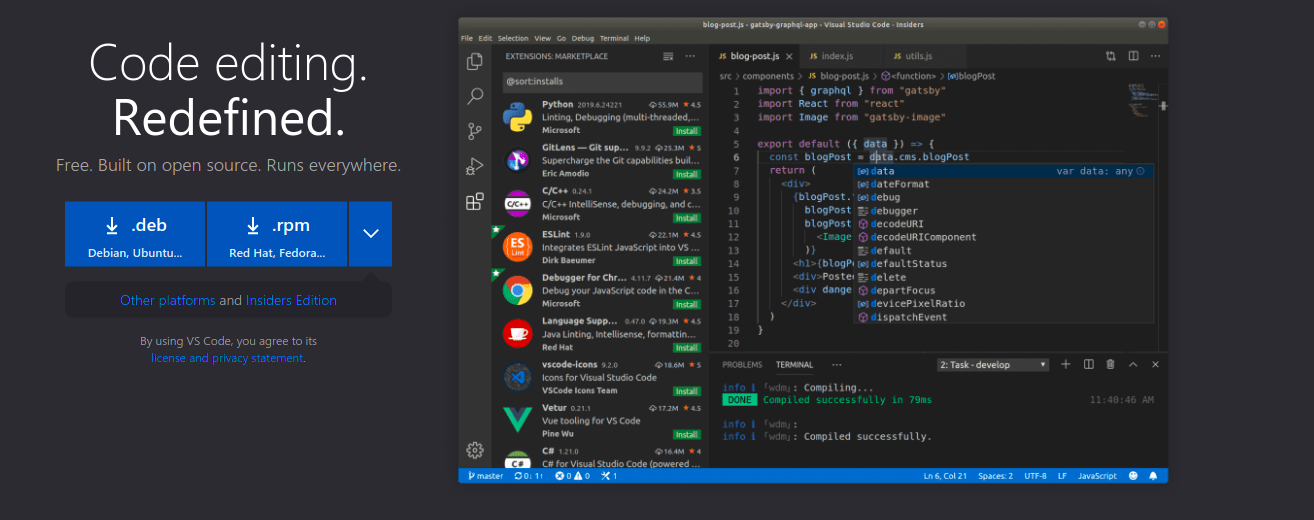 Code editing.
Redefined.
Free. Built on open source. Runs everywhere.
.deb
Debian, Ubuntu...
.rpm
Red Hat, Fedora...
Other platforms and Insiders Edition
By using VS Code, you agree to its
license and privacy statement.
blog-post.js - gatsby-graphql-app - Visual Studio Code - Insiders
File Edit Selection View Go Debug Terminal Help
EXTENSIONS: MARKETPLACE
@sort:installs
Python 2019.6.24221 55.9M 4.5
Linting, Debugging (multi-threaded,...
Microsoft Install
GitLens — Git sup... 9.9.2 25.3M 5
Supercharge the Git capabilities buil...
Eric Amodio Install
C/C++ 0.24.1 24.2M 3.5
C/C++
C/C++ IntelliSense, debugging, and c...
Microsoft Install
ESLint 1.9.0 22.1M 4.5
ES
Lint
Integrates ESLint JavaScript into VS ...
Dirk Baeumer Install
Debugger for Chr... 4.11.7 21.4M 4
Debug your JavaScript code in the C...
Microsoft Install
Language Supp... 0.47.0 19.3M 4.5
Java Linting, Intellisense, formattin...
Red Hat Install
vscode-icons 9.2.0 18.6M 5
Icons for Visual Studio Code
VSCode Icons Team Install
Vetur 0.21.1 17.2M 4.5
Vue tooling for VS Code
Pine Wu Install
C# 1.21.0 16.4M 4
C#
C# for Visual Studio Code (powered ...
JS blog-post.js JS index.js JS utils.js
src > components > JS blog-post.js > <function> > blogPost
1 import { graphql } from "gatsby"
2 import React from "react"
3 import Image from "gatsby-image"
4
5 export default ({ data }) => {
6 const blogPost = data.cms.blogPost
7 return (
8 <div>
9 {blogPost.
10 blogPost
11 blogPost
12 <Image
13 )}
14 <h1>{blogP
15 <div>Poste
16 <div dange
17 </div>
18 )
19 }
20
data var data: any
dateFormat
debug
debugger
decodeURI
decodeURIComponent
default
defaultStatus
delete
departFocus
devicePixelRatio
dispatchEvent
PROBLEMS TERMINAL ... 2: Task - develop
info i ｢wdm｣: Compiling...
DONE Compiled successfully in 79ms 11:40:46 AM
info i ｢wdm｣:
info i ｢wdm｣: Compiled successfully.
master 0↓ 1↑ 0 0 1 Ln 6, Col 21 Spaces: 2 UTF-8 LF JavaScript